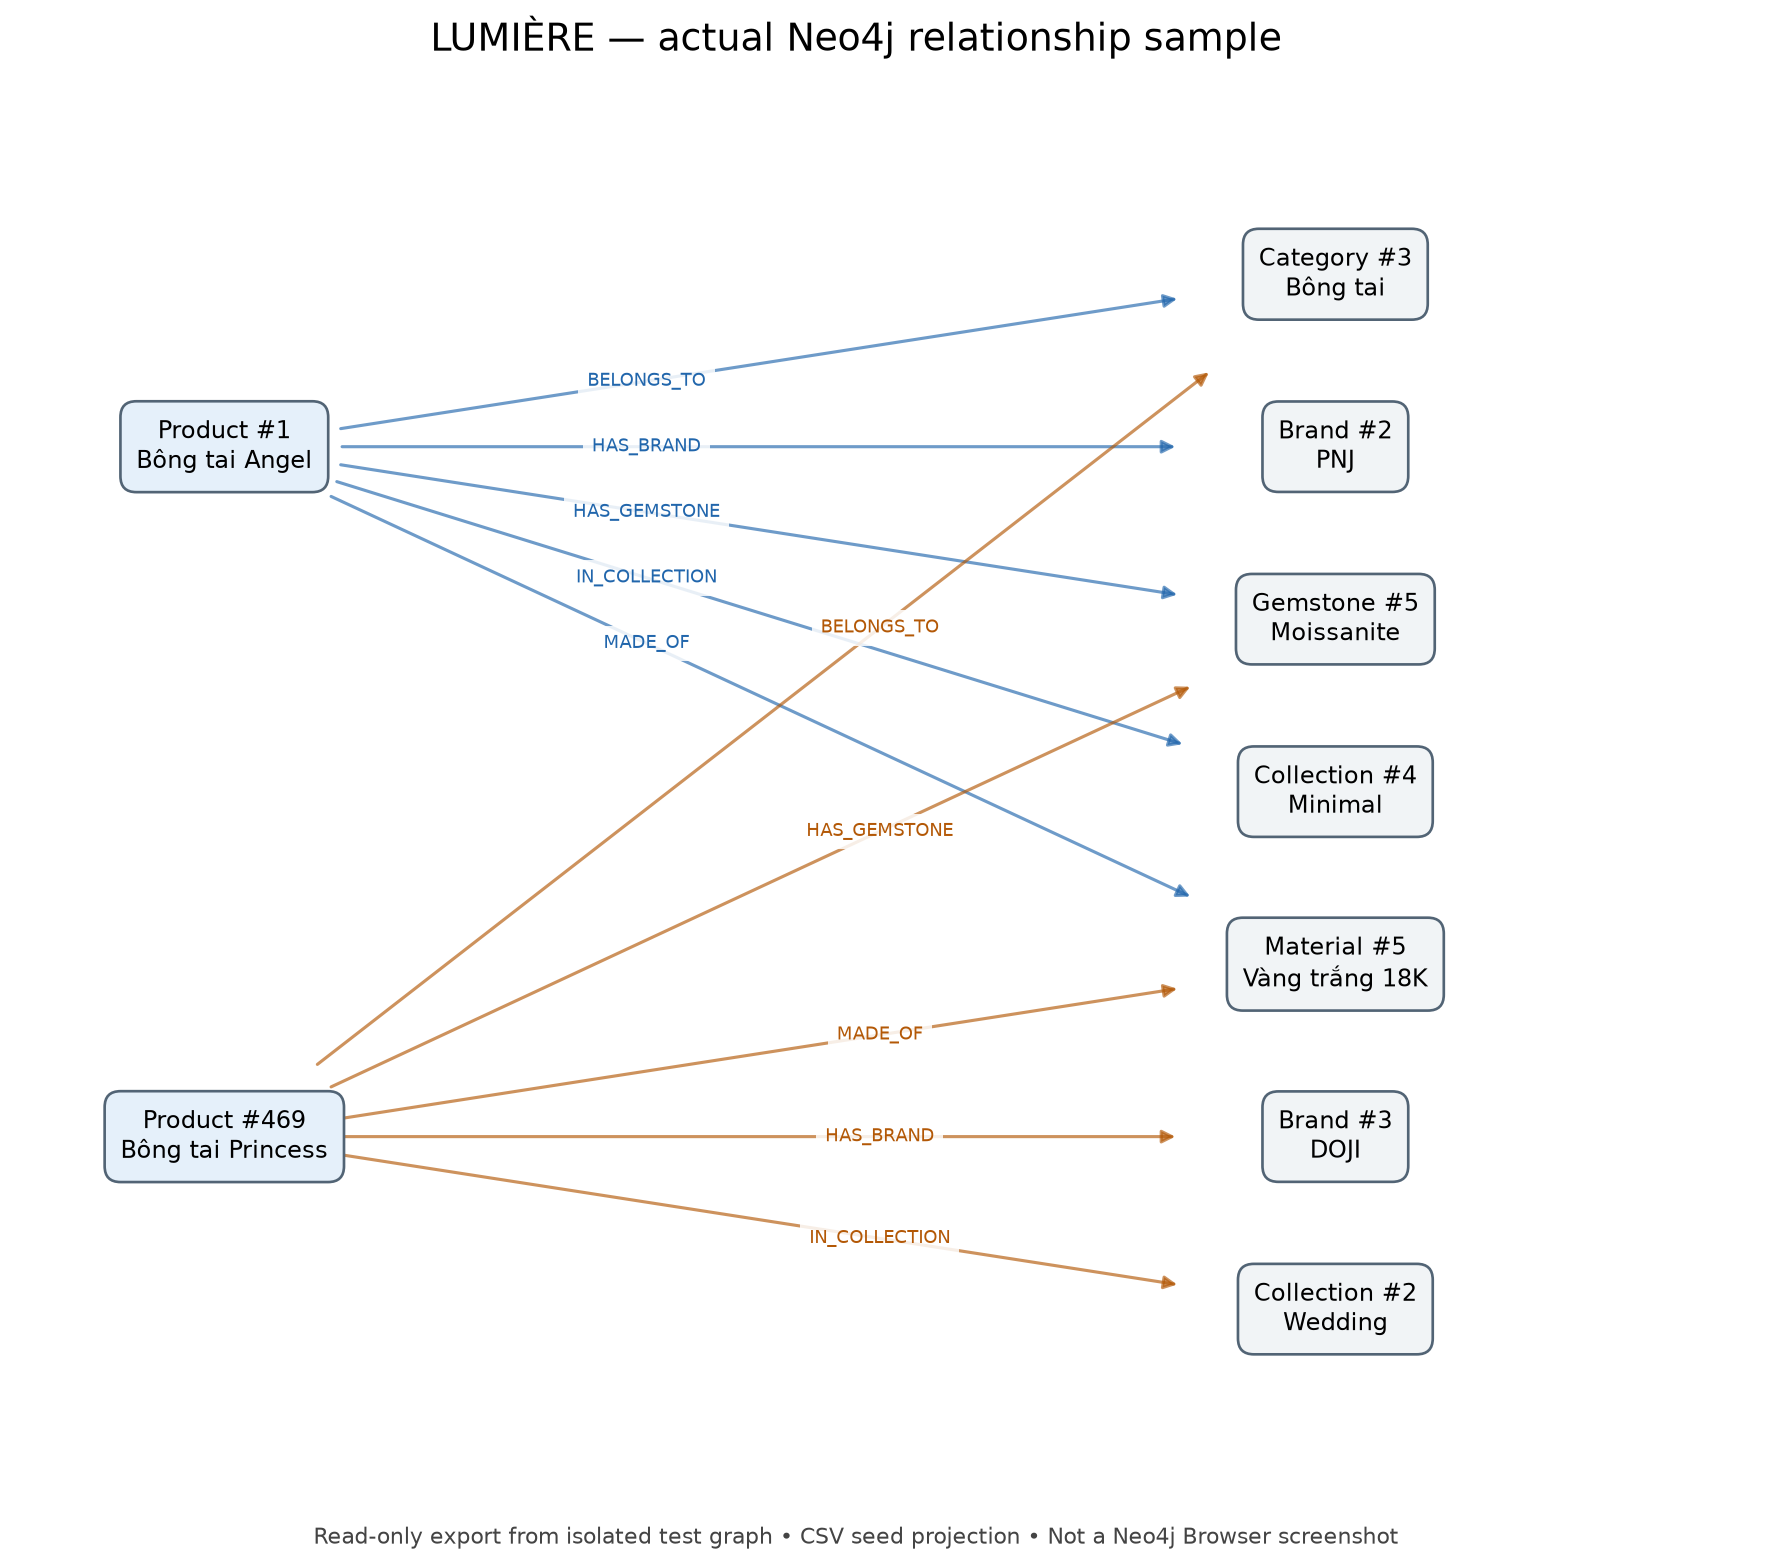 LUMIÈRE — actual Neo4j relationship sample
Category #3
Bông tai
BELONGS_TO
Product #1
Bông tai Angel
HAS_BRAND
Brand #2
PNJ
HAS_GEMSTONE
IN_COLLECTION
MADE_OF
BELONGS_TO
Gemstone #5
Moissanite
Collection #4
Minimal
HAS_GEMSTONE
Material #5
Vàng trắng 18K
MADE_OF
Product #469
Bông tai Princess
HAS_BRAND
Brand #3
DOJI
IN_COLLECTION
Collection #2
Wedding
Read-only export from isolated test graph • CSV seed projection • Not a Neo4j Browser screenshot